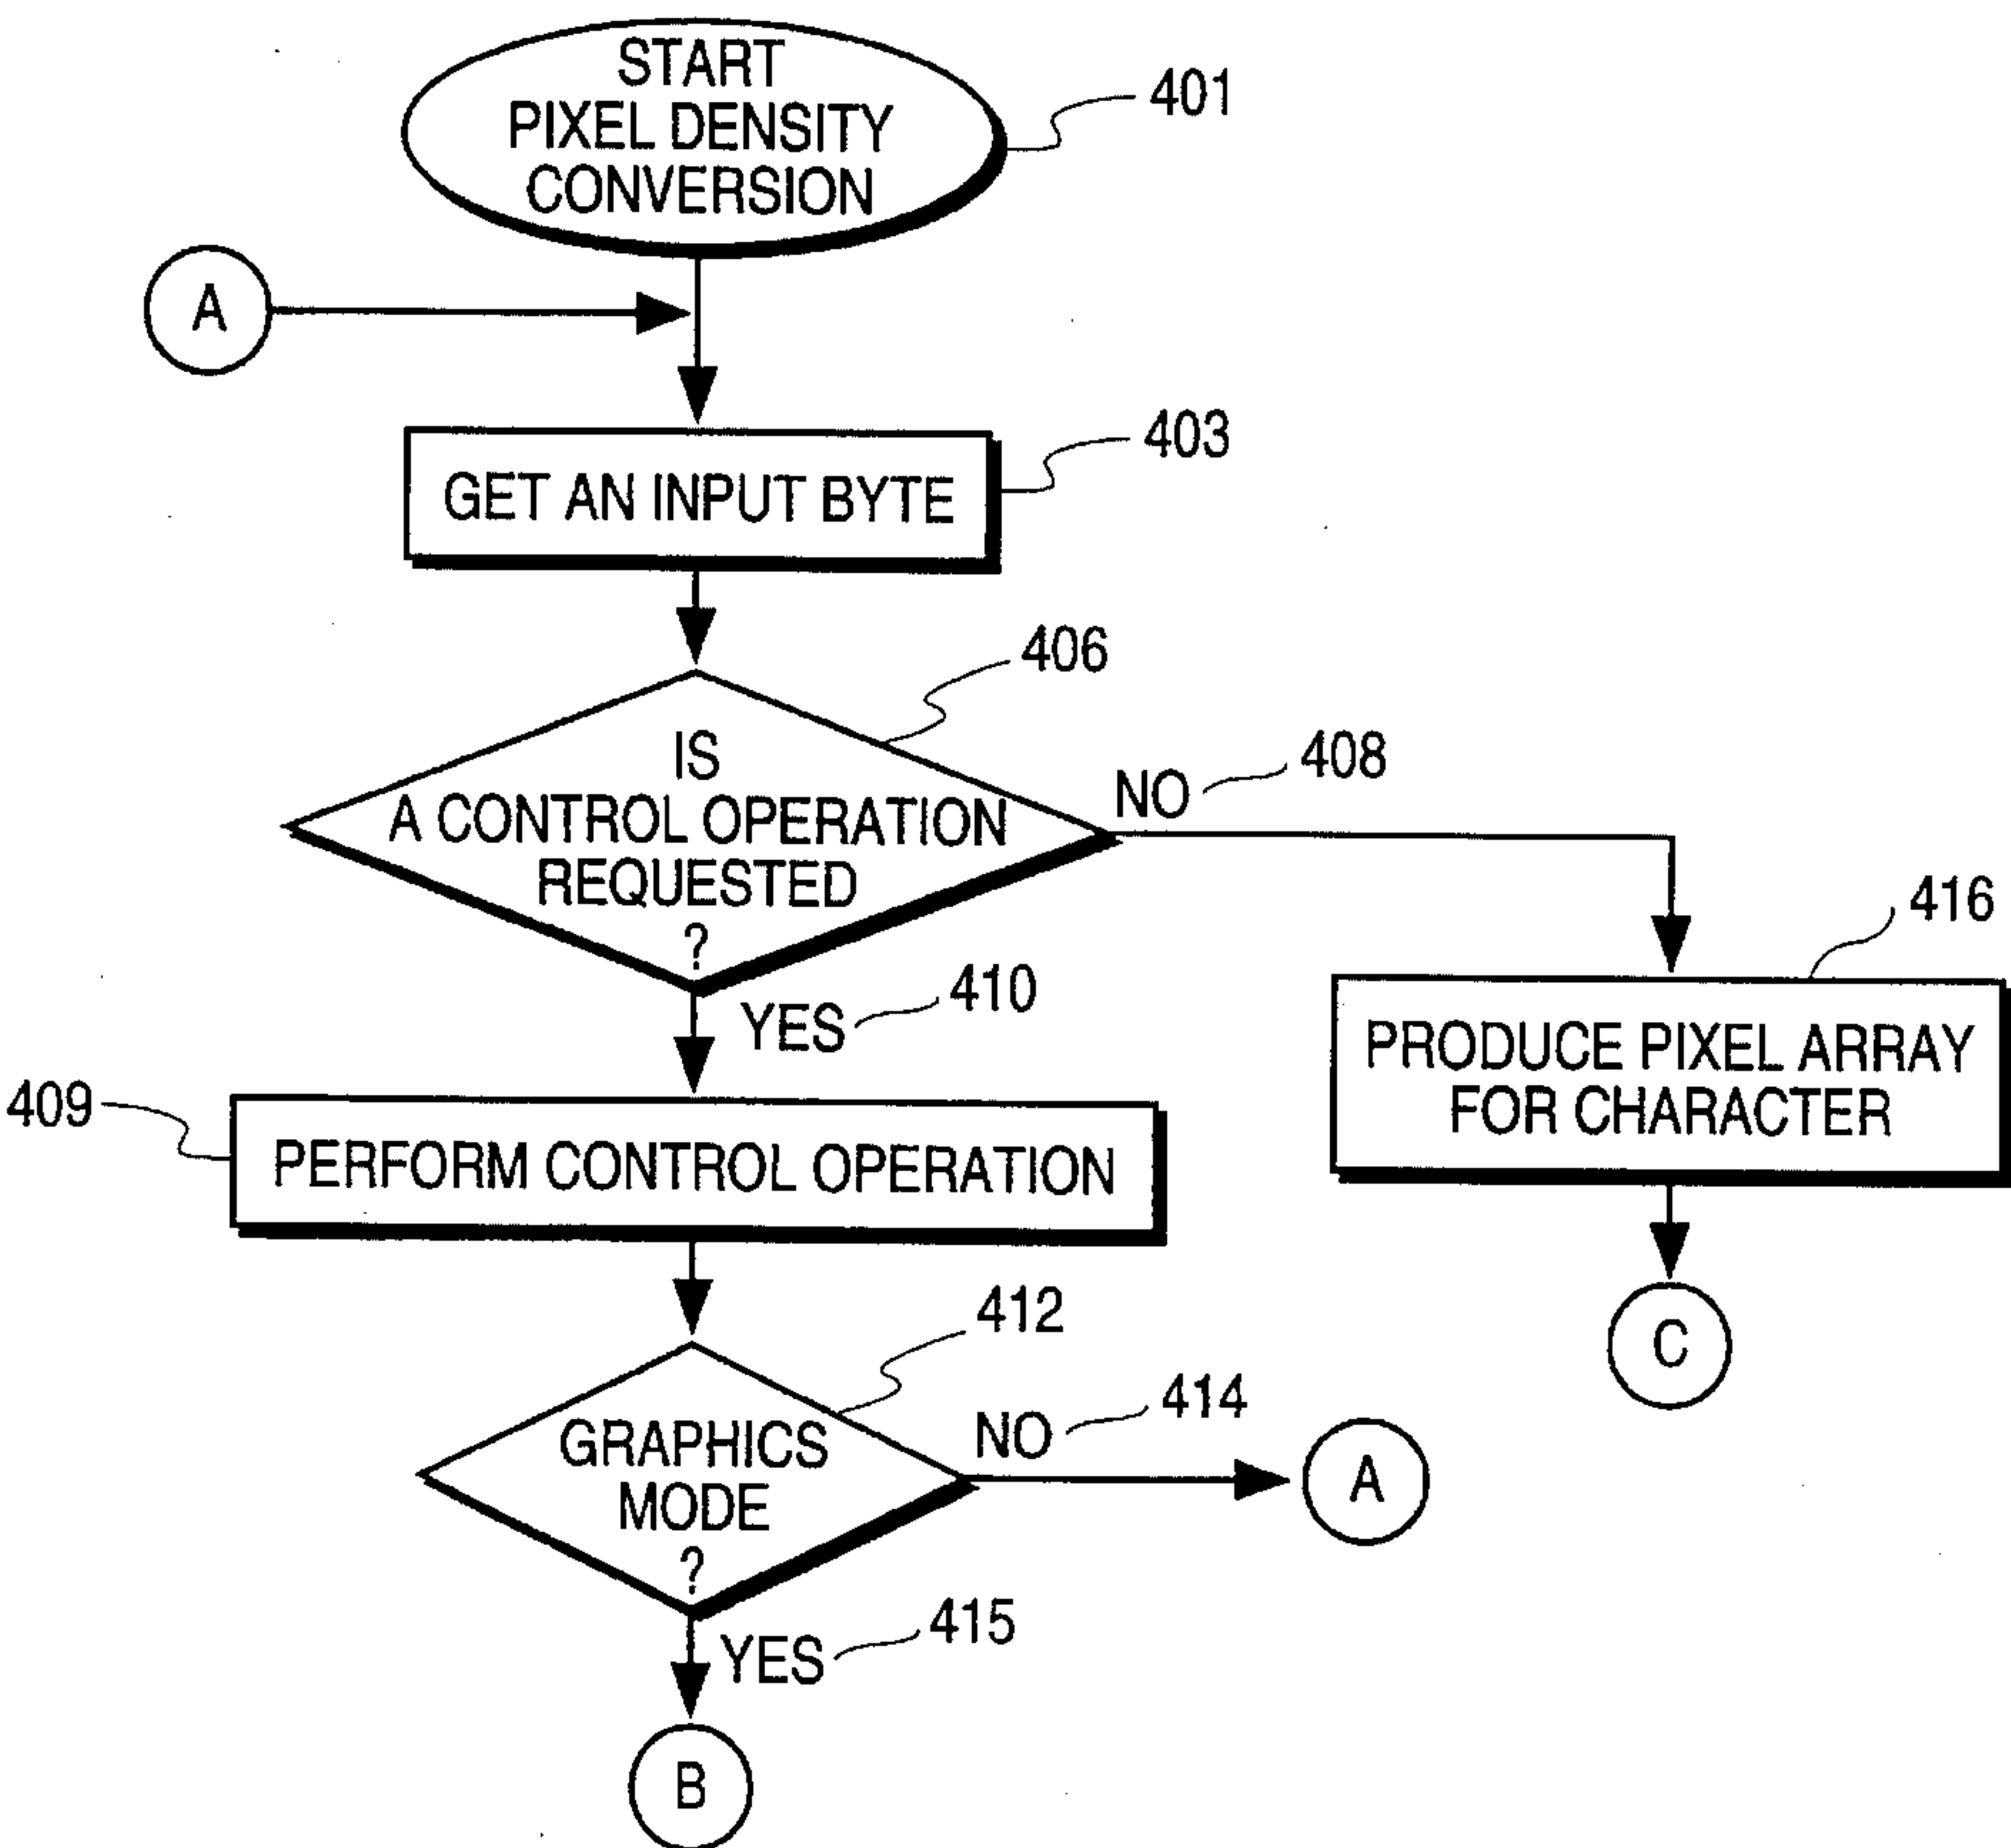 START
PIXEL DENSITY
CONVERSION
401
A
403
GET AN INPUT BYTE
406
IS
A CONTROL OPERATION
REQUESTED
?
NO
408
YES
410
416
PRODUCE PIXEL ARRAY
FOR CHARACTER
409
PERFORM CONTROL OPERATION
C
412
GRAPHICS
MODE
?
NO
414
A
YES
415
B